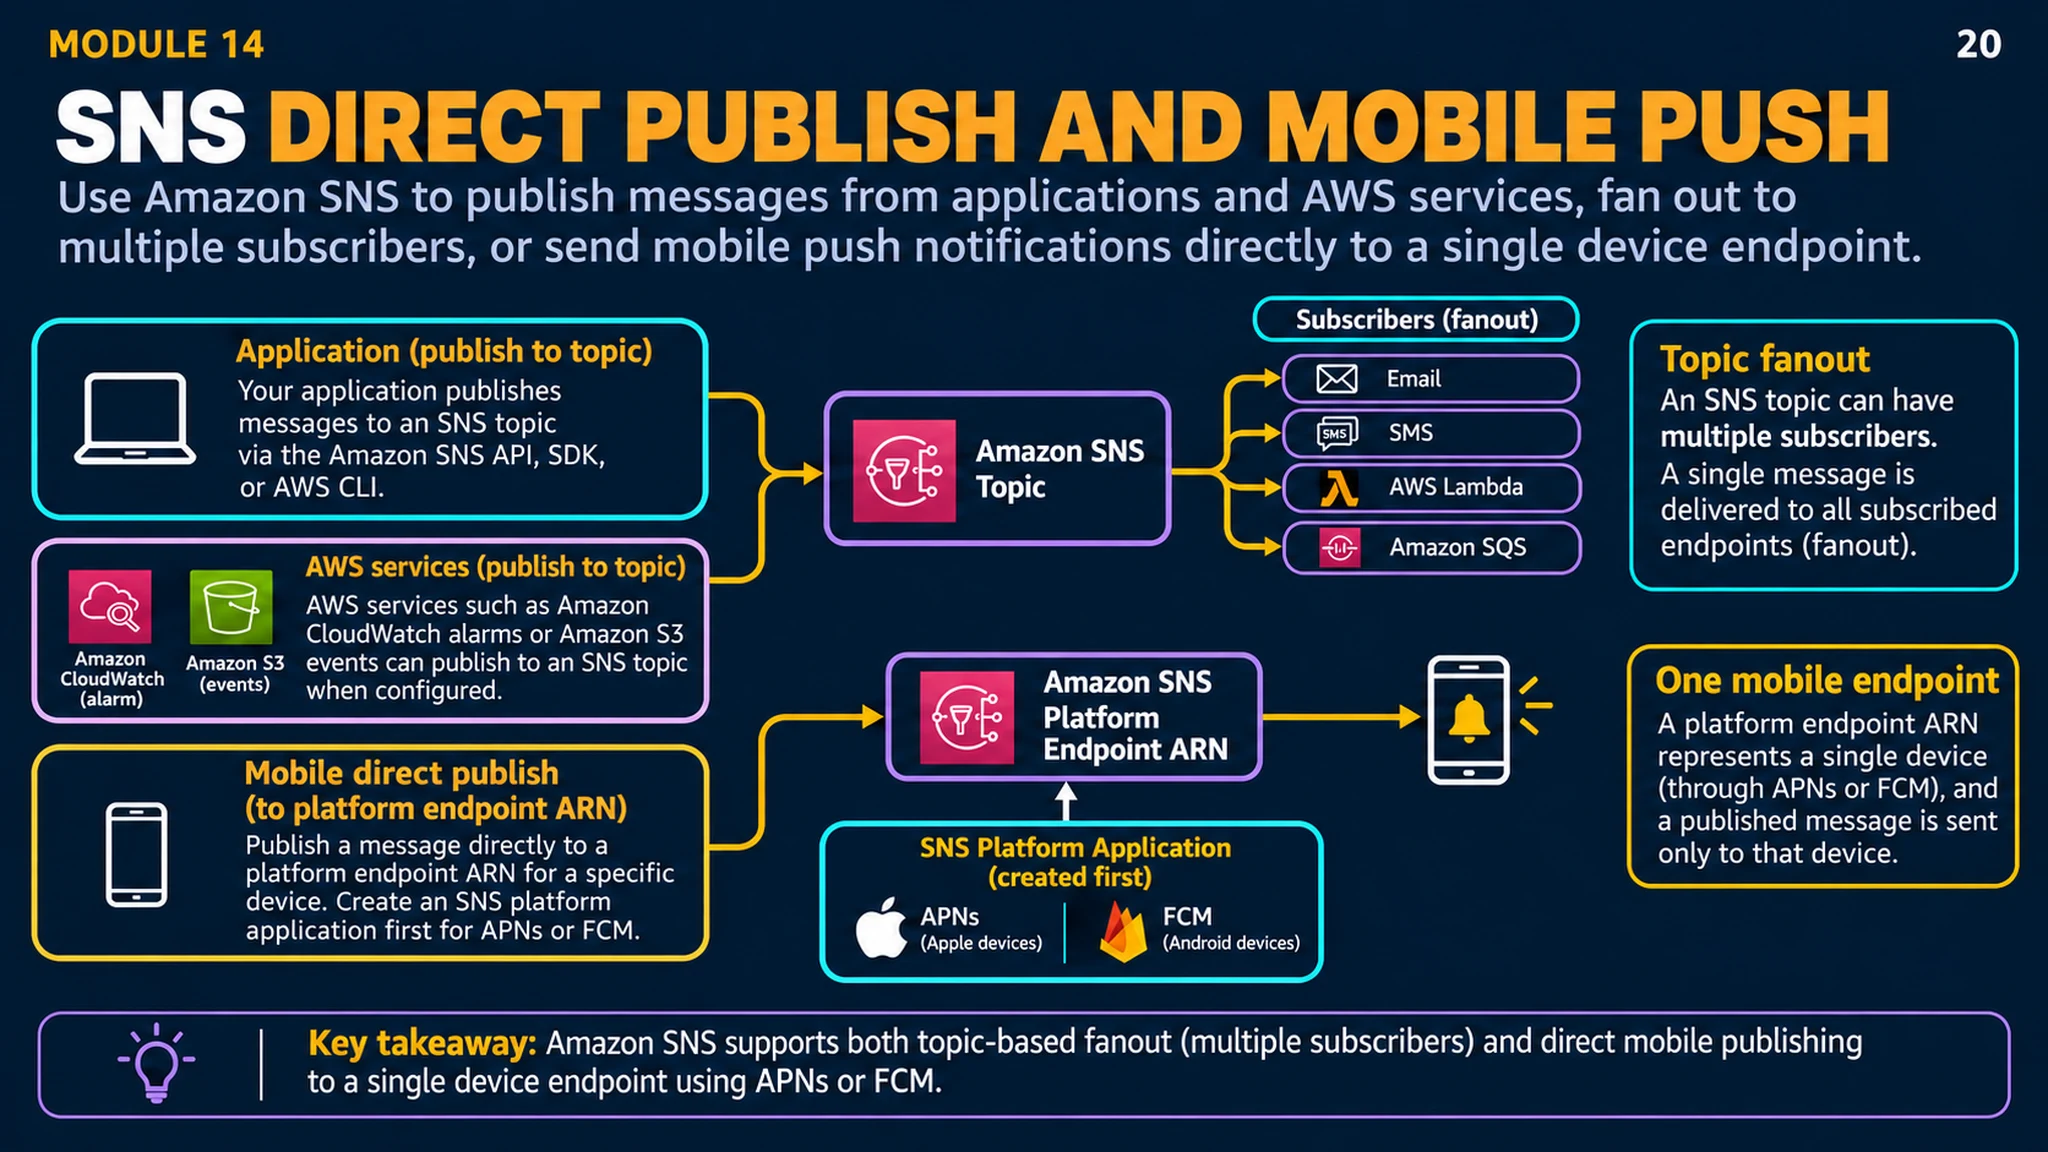 MODULE 14
20
SNS DIRECT PUBLISH AND MOBILE PUSH
Use Amazon SNS to publish messages from applications and AWS services, fan out to
multiple subscribers, or send mobile push notifications directly to a single device endpoint.
Application (publish to topic)
Your application publishes
messages to an SNS topic
via the Amazon SNS API, SDK,
or AWS CLI.
AWS services (publish to topic)
AWS services such as Amazon
CloudWatch alarms or Amazon S3
events can publish to an SNS topic
when configured.
Amazon
CloudWatch
(alarm)
Amazon S3
(events)
Mobile direct publish
(to platform endpoint ARN)
Publish a message directly to a
platform endpoint ARN for a specific
device. Create an SNS platform
application first for APNs or FCM.
Amazon SNS
Topic
Subscribers (fanout)
Email
SMS
SMS
AWS Lambda
Amazon SQS
Amazon SNS
Platform
Endpoint ARN
SNS Platform Application
(created first)
APNs
(Apple devices)
FCM
(Android devices)
Topic fanout
An SNS topic can have
multiple subscribers.
A single message is
delivered to all subscribed
endpoints (fanout).
One mobile endpoint
A platform endpoint ARN
represents a single device
(through APNs or FCM), and
a published message is sent
only to that device.
Key takeaway: Amazon SNS supports both topic-based fanout (multiple subscribers) and direct mobile publishing
to a single device endpoint using APNs or FCM.